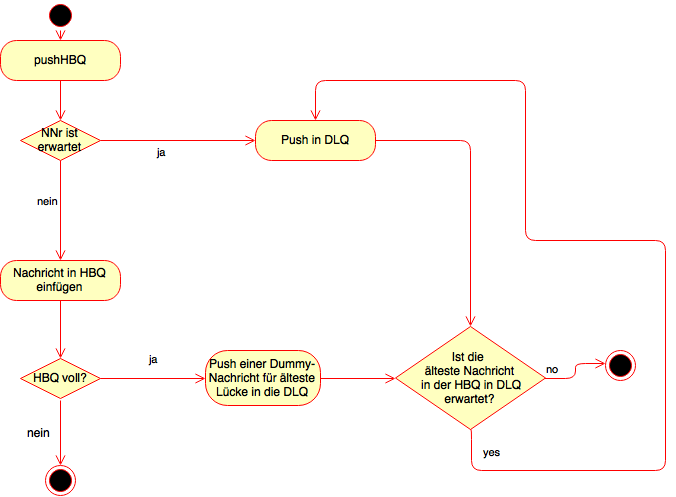 pushHBQ
NNr ist
erwartet
ja
Push in DLQ
nein
Nachricht in HBQ
einfügen
HBQ voll?
ja
Push einer Dummy-
Nachricht für älteste
Lücke in die DLQ
Ist die
älteste Nachricht
in der HBQ in DLQ
erwartet?
no
yes
nein